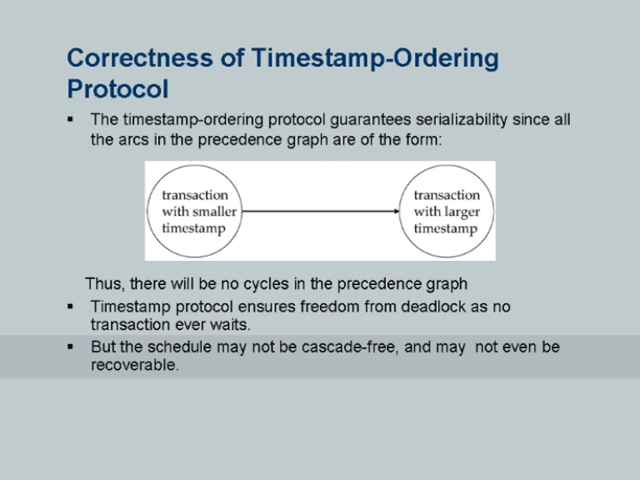 Correctness of Timestamp-Ordering
Protocol
▪ The timestamp-ordering protocol guarantees serializability since all
the arcs in the precedence graph are of the form:
transaction
with smaller
timestamp
transaction
with larger
timestamp
Thus, there will be no cycles in the precedence graph
▪ Timestamp protocol ensures freedom from deadlock as no
transaction ever waits.
▪ But the schedule may not be cascade-free, and may not even be
recoverable.